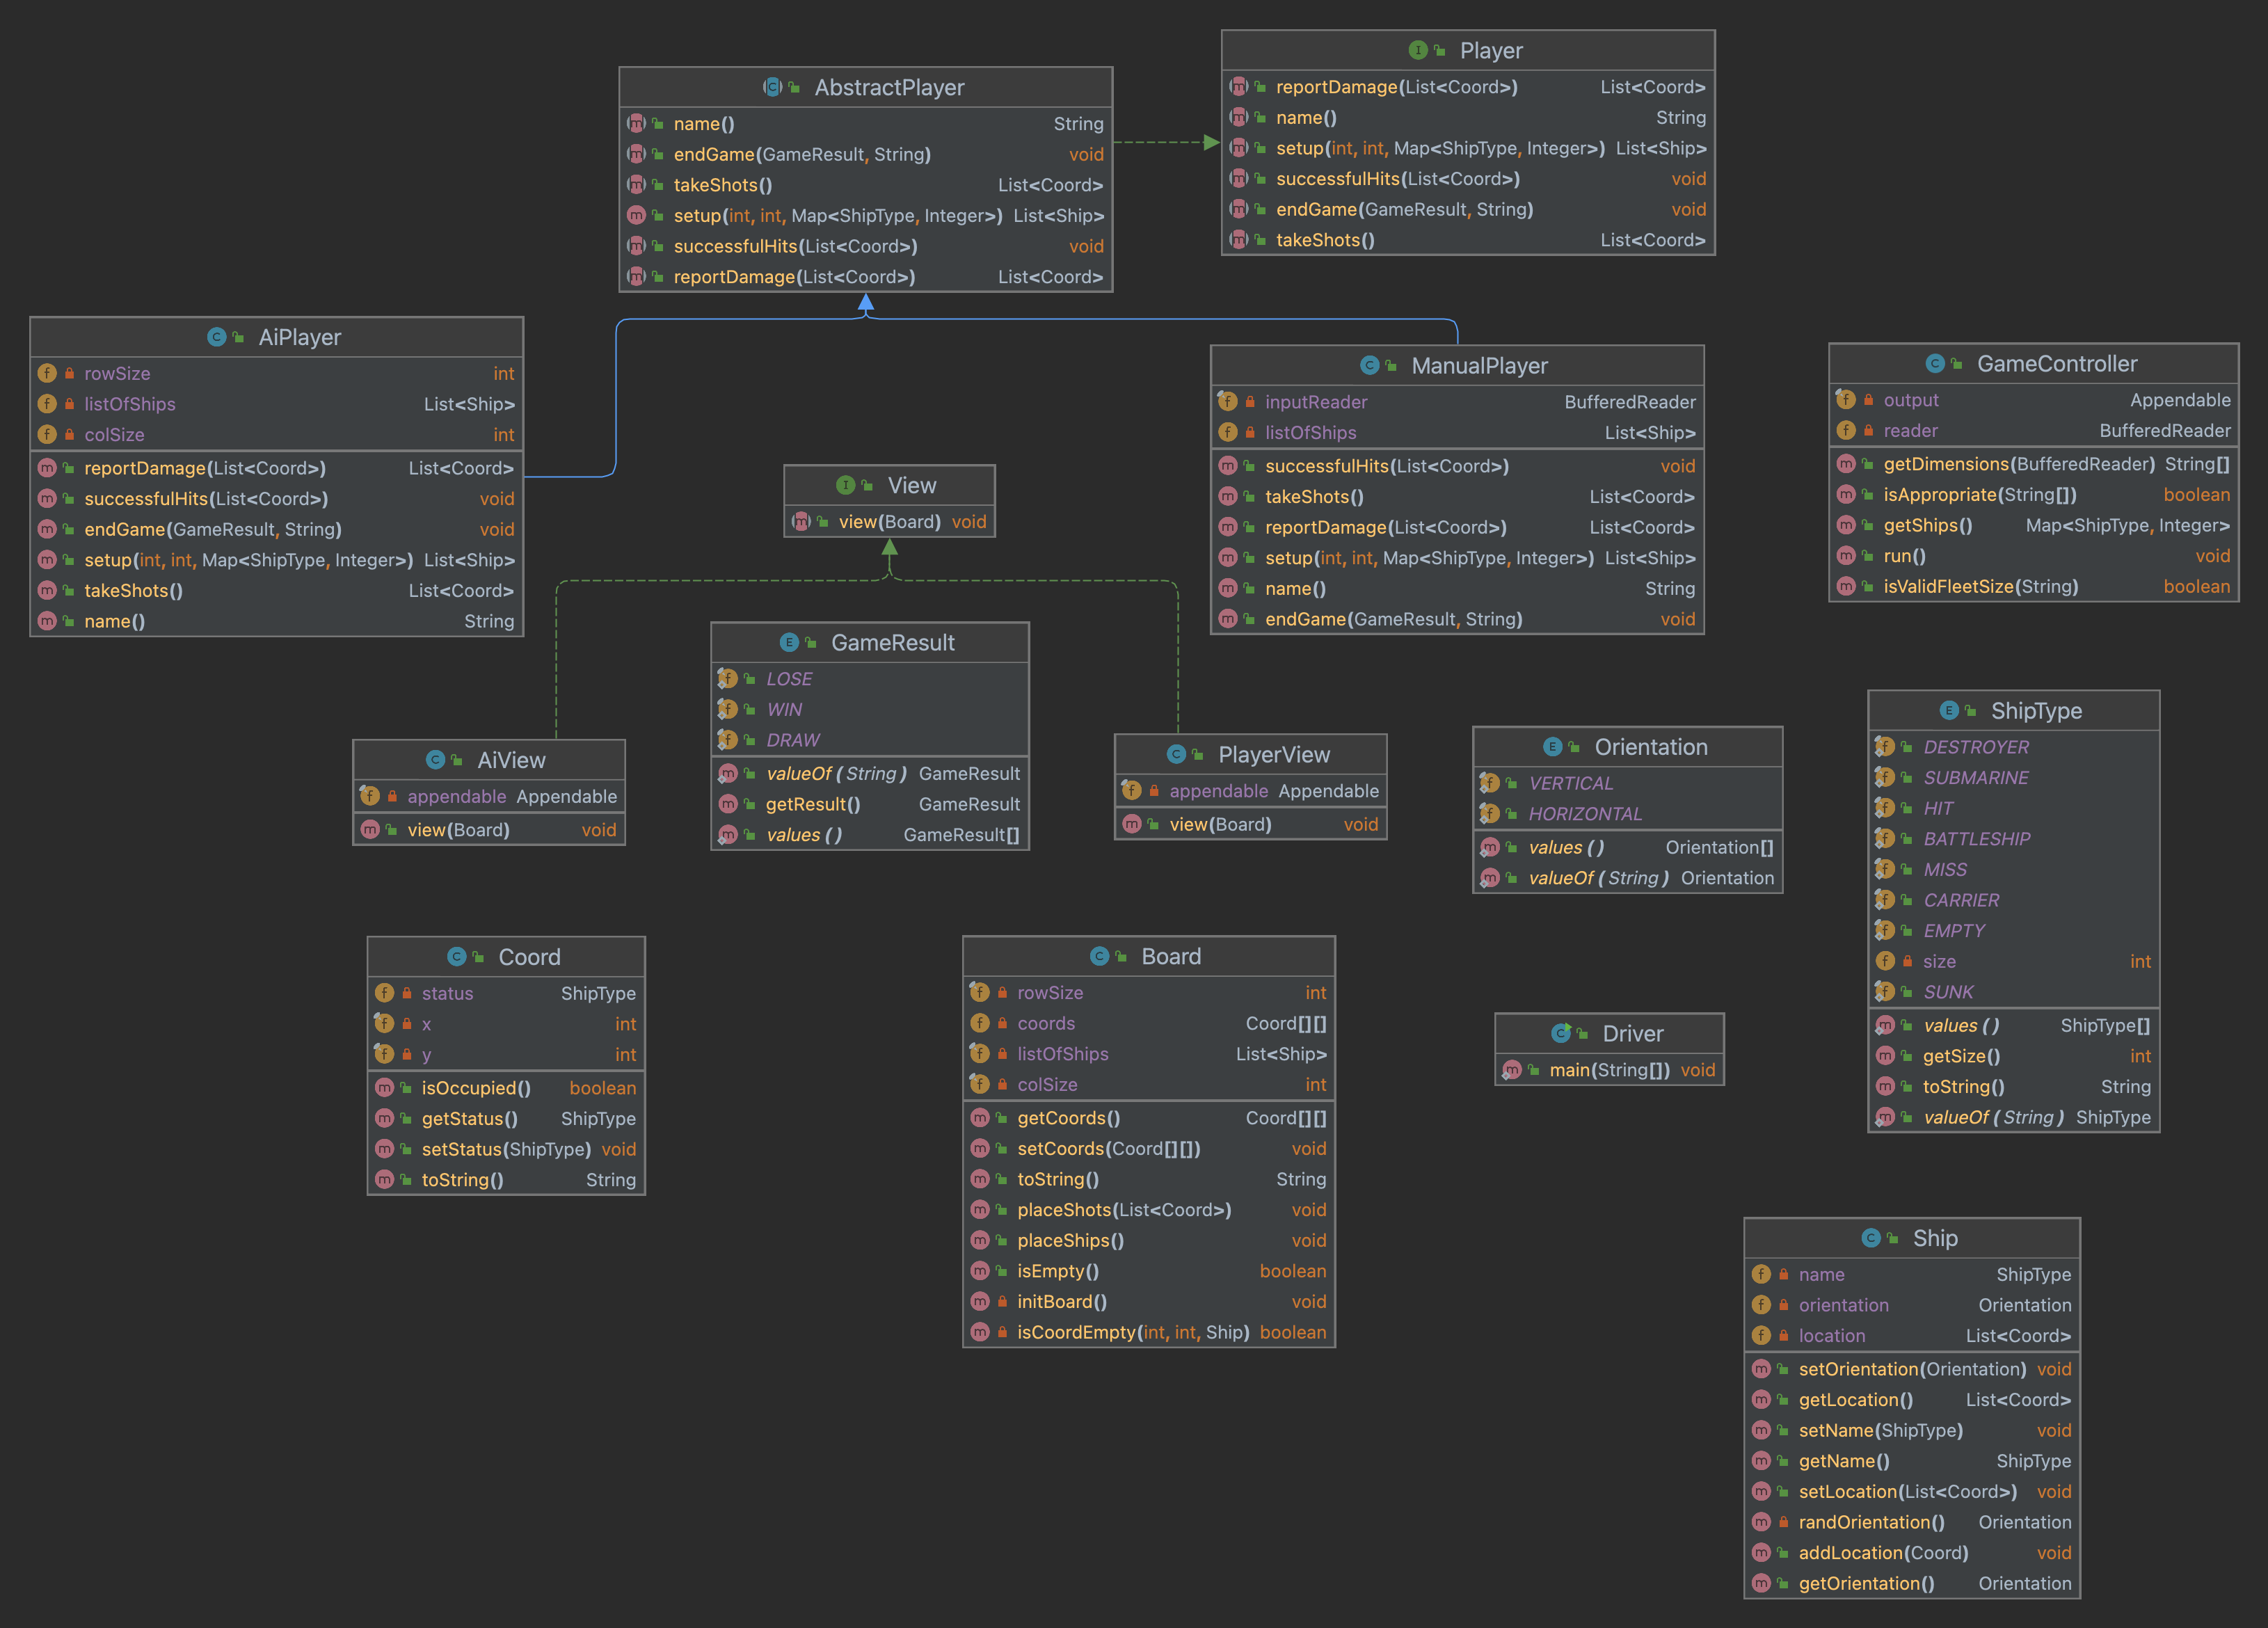 Player
reportDamage(List<Coord>) List<Coord>
name() String
setup(int, int, Map<ShipType, Integer>) List<Ship>
successfulHits(List<Coord>) void
endGame(GameResult, String) void
takeShots() List<Coord>
AbstractPlayer
name() String
endGame(GameResult, String) void
takeShots() List<Coord>
setup(int, int, Map<ShipType, Integer>) List<Ship>
successfulHits(List<Coord>) void
reportDamage(List<Coord>) List<Coord>
AiPlayer
rowSize int
listOfShips List<Ship>
colSize int
reportDamage(List<Coord>) List<Coord>
successfulHits(List<Coord>) void
endGame(GameResult, String) void
setup(int, int, Map<ShipType, Integer>) List<Ship>
takeShots() List<Coord>
name() String
View
view(Board) void
ManualPlayer
inputReader BufferedReader
listOfShips List<Ship>
successfulHits(List<Coord>) void
takeShots() List<Coord>
reportDamage(List<Coord>) List<Coord>
setup(int, int, Map<ShipType, Integer>) List<Ship>
name() String
endGame(GameResult, String) void
GameController
output Appendable
reader BufferedReader
getDimensions(BufferedReader) String[]
isAppropriate(String[]) boolean
getShips() Map<ShipType, Integer>
run() void
isValidFleetSize(String) boolean
AiView
appendable Appendable
view(Board) void
GameResult
LOSE
WIN
DRAW
valueOf(String) GameResult
getResult() GameResult
values() GameResult[]
PlayerView
appendable Appendable
view(Board) void
Orientation
VERTICAL
HORIZONTAL
values() Orientation[]
valueOf(String) Orientation
ShipType
DESTROYER
SUBMARINE
HIT
BATTLESHIP
MISS
CARRIER
EMPTY
size int
SUNK
values() ShipType[]
getSize() int
toString() String
valueOf(String) ShipType
Coord
status ShipType
x int
y int
isOccupied() boolean
getStatus() ShipType
setStatus(ShipType) void
toString() String
Board
rowSize int
coords Coord[][]
listOfShips List<Ship>
colSize int
getCoords() Coord[][]
setCoords(Coord[][]) void
toString() String
placeShots(List<Coord>) void
placeShips() void
isEmpty() boolean
initBoard() void
isCoordEmpty(int, int, Ship) boolean
Driver
main(String[]) void
Ship
name ShipType
orientation Orientation
location List<Coord>
setOrientation(Orientation) void
getLocation() List<Coord>
setName(ShipType) void
getName() ShipType
setLocation(List<Coord>) void
randOrientation() Orientation
addLocation(Coord) void
getOrientation() Orientation